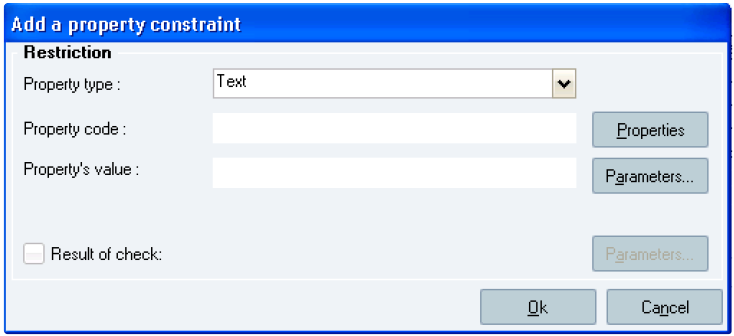 Add a property constraint
Restriction
Property type :
Text
Property code :
Properties
Property's value :
Parameters...
Result of check:
Parameters...
Ok
Cancel